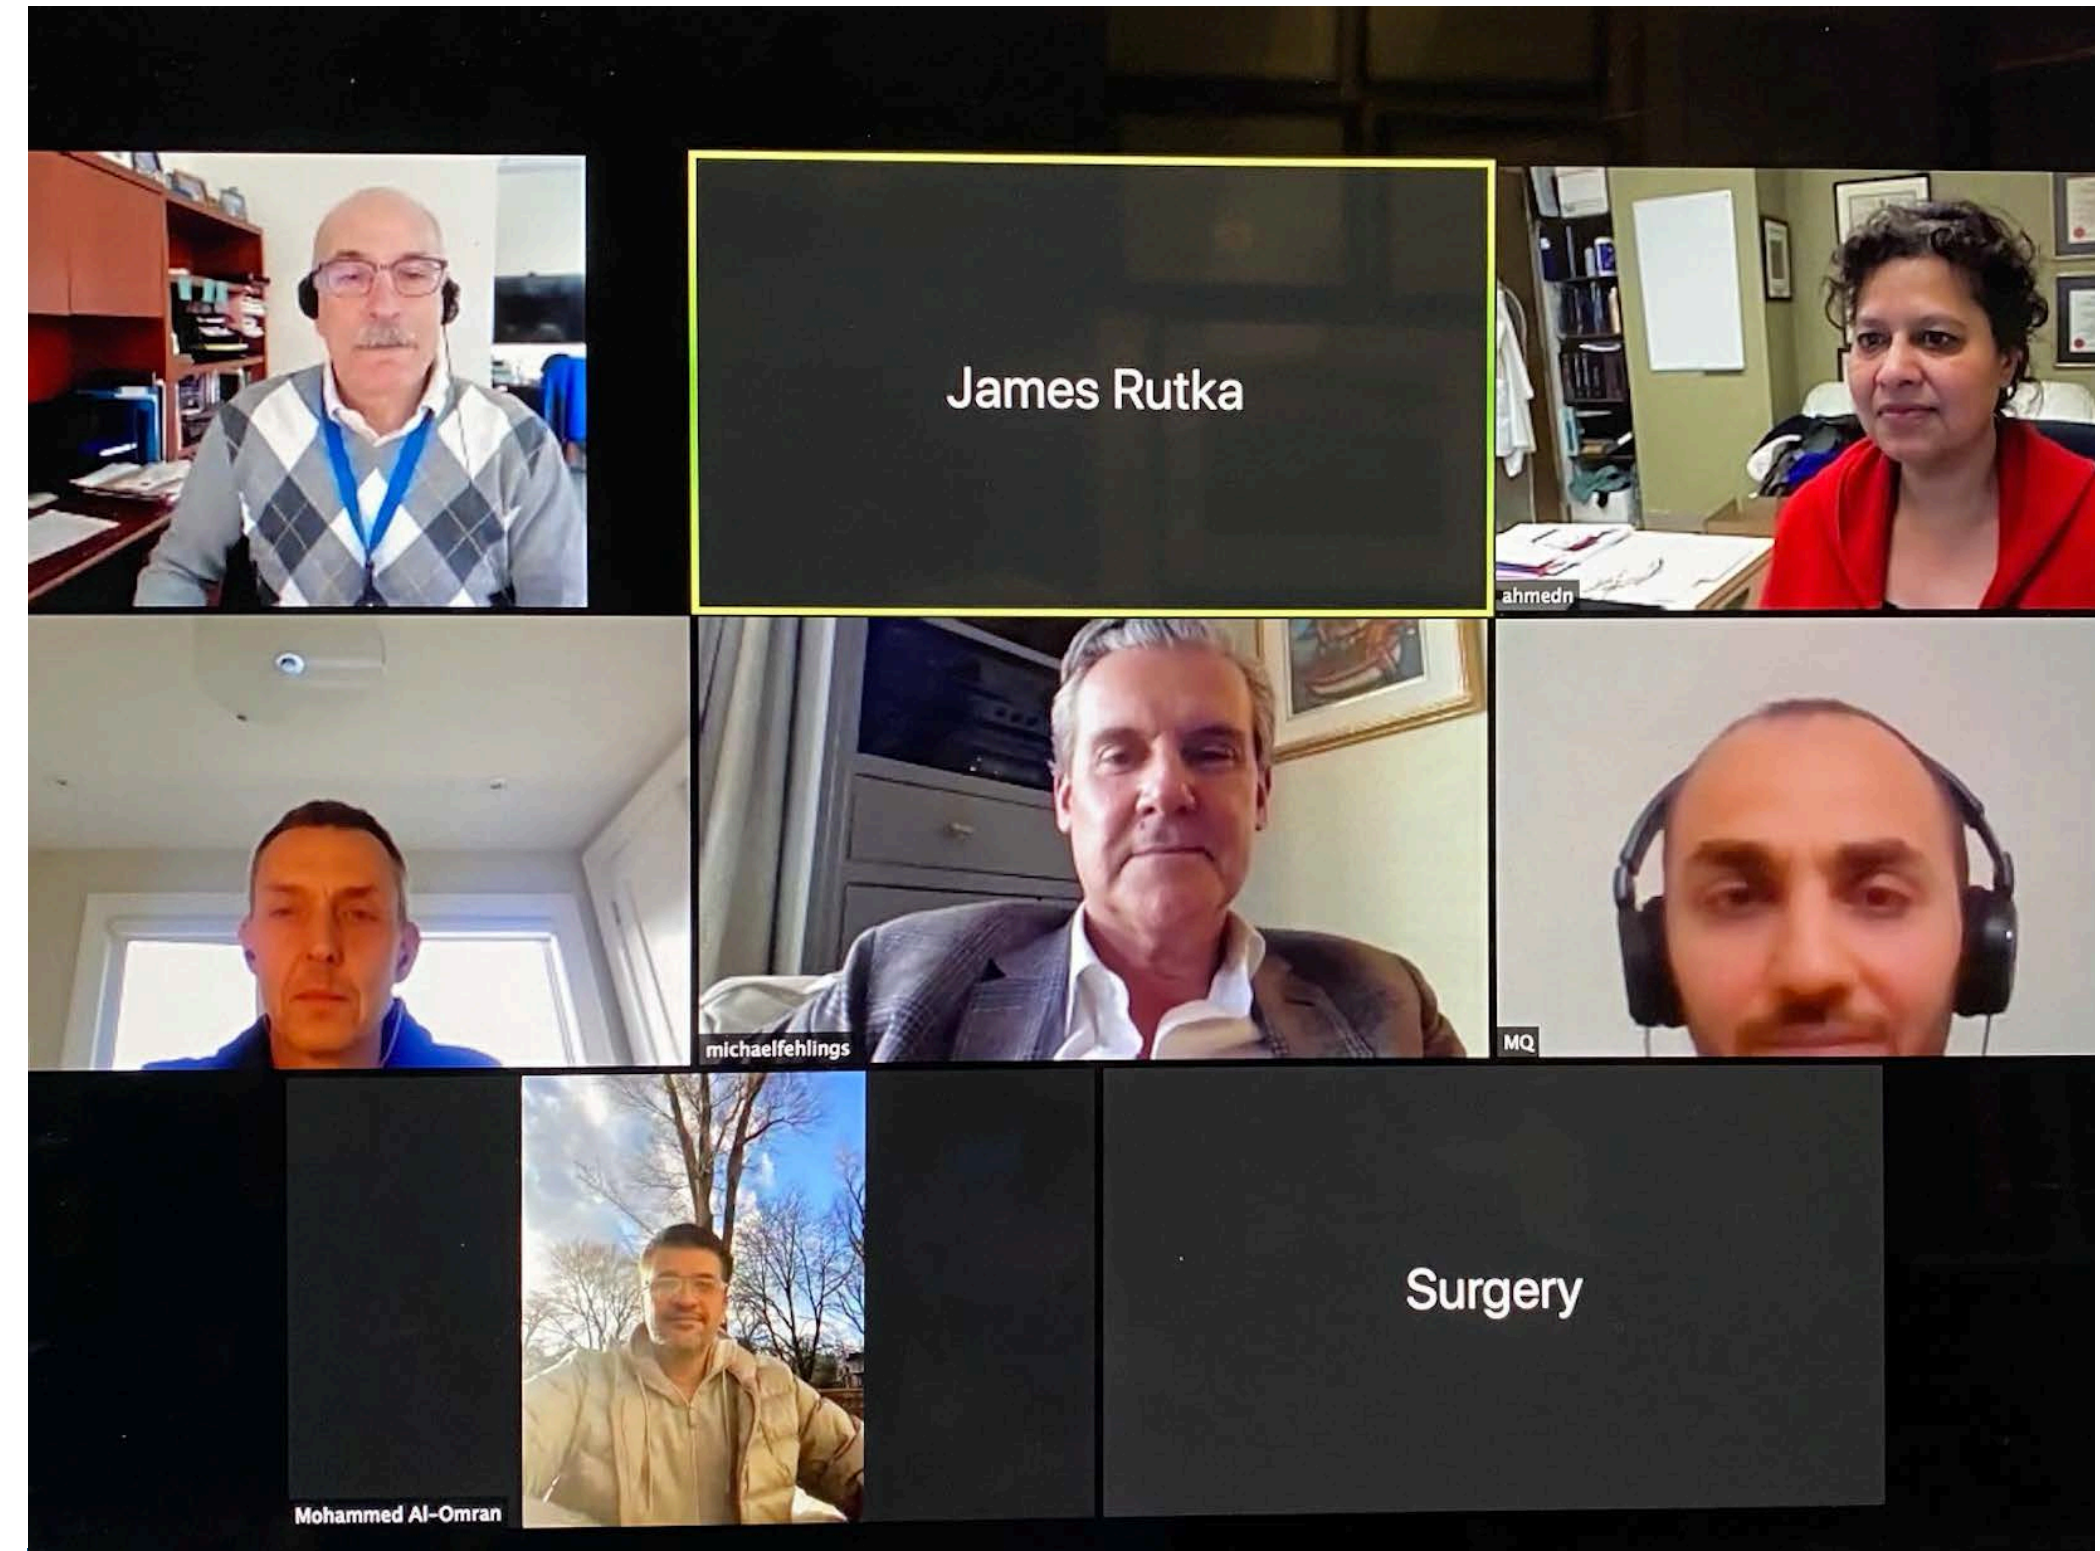 James Rutka
ahmedn
michaelfehlings
MQ
Mohammed Al-Omran
Surgery